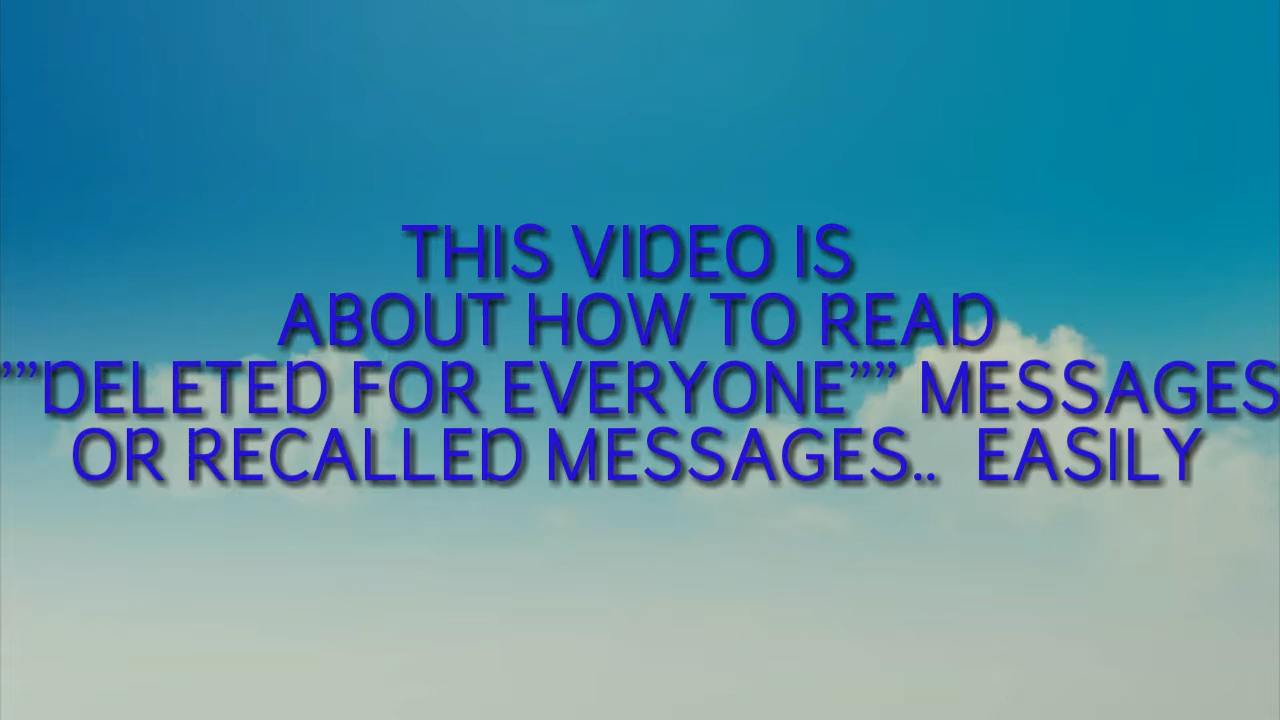 THIS VIDEO IS
ABOUT HOW TO READ
””DELETED FOR EVERYONE”” MESSAGES
OR RECALLED MESSAGES.. EASILY